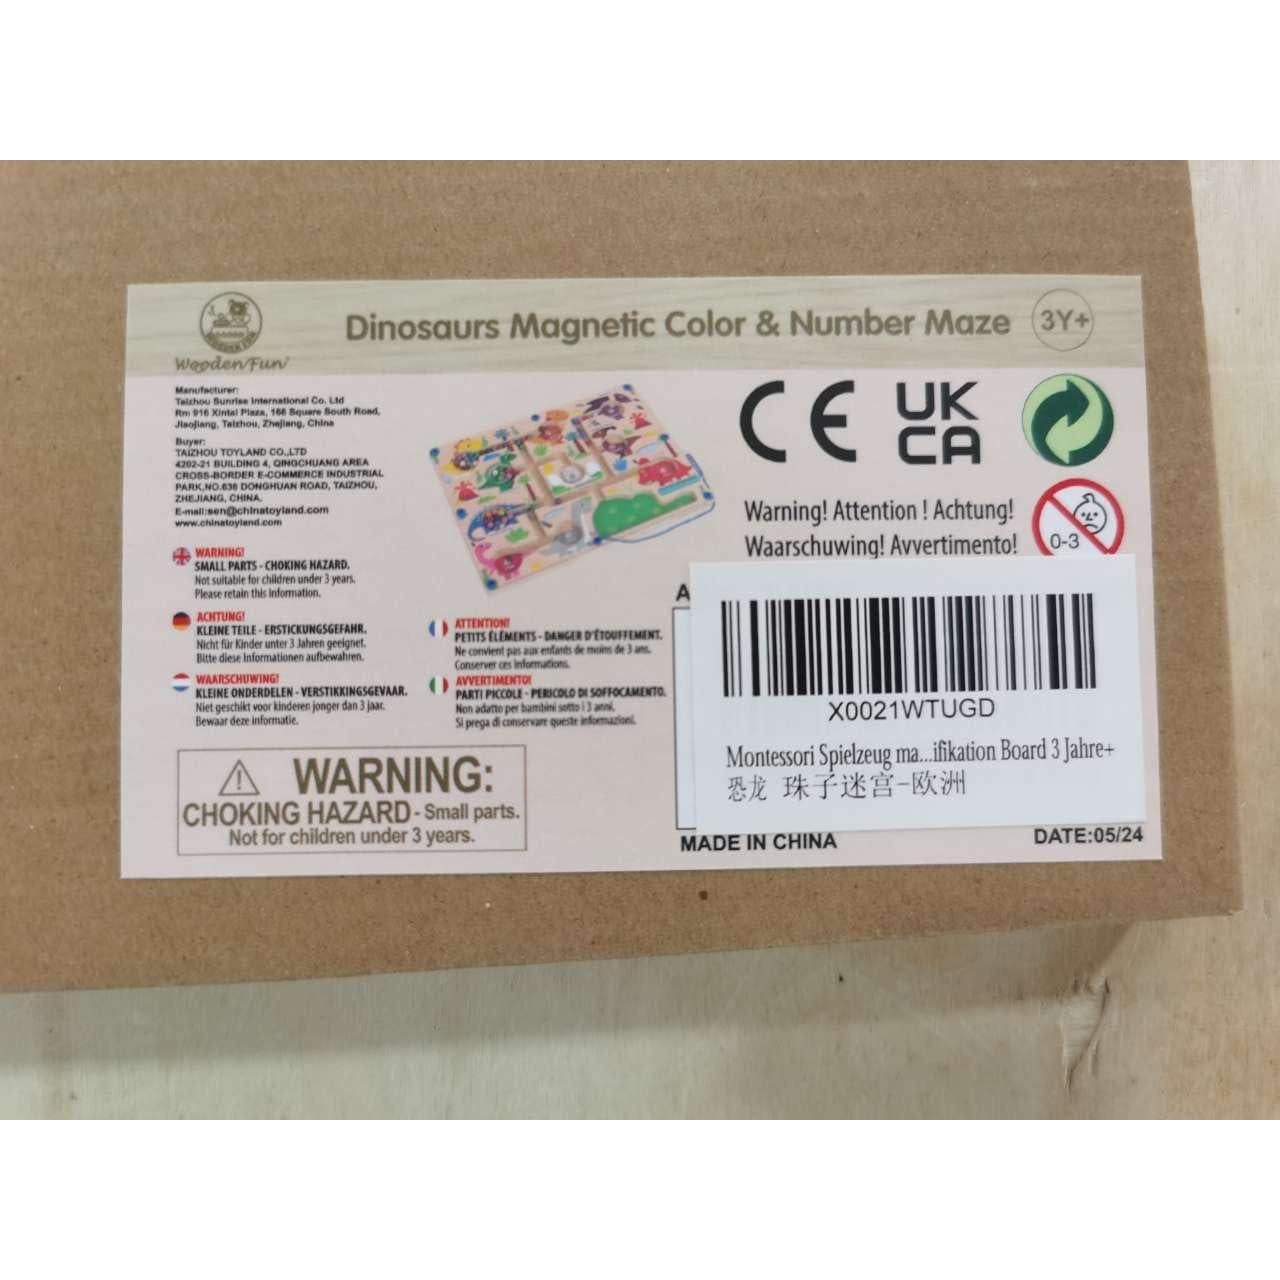 Wooden Fun
Dinosaurs Magnetic Color & Number Maze
3Y+
Manufacturer:
Taizhou Sunrise International Co. Ltd
Rm 916 Xintai Plaza, 168 Square South Road,
Jiaojiang, Taizhou, Zhejiang, China
Buyer:
TAIZHOU TOYLAND CO.,LTD
4202-21 BUILDING 4, QINGCHUANG AREA
CROSS-BORDER E-COMMERCE INDUSTRIAL
PARK,NO.638 DONGHUAN ROAD, TAIZHOU,
ZHEJIANG, CHINA.
E-mail:sen@chinatoyland.com
www.chinatoyland.com
CE
UK
CA
Warning! Attention ! Achtung!
Waarschuwing! Avvertimento!
0-3
WARNING!
SMALL PARTS - CHOKING HAZARD.
Not suitable for children under 3 years.
Please retain this information.
ACHTUNG!
KLEINE TEILE - ERSTICKUNGSGEFAHR.
Nicht für Kinder unter 3 Jahren geeignet.
Bitte diese Informationen aufbewahren.
WAARSCHUWING!
KLEINE ONDERDELEN - VERSTIKKINGSGEVAAR.
Niet geschikt voor kinderen jonger dan 3 jaar.
Bewaar deze informatie.
ATTENTION!
PETITS ÉLÉMENTS - DANGER D'ÉTOUFFEMENT.
Ne convient pas aux enfants de moins de 3 ans.
Conserver ces informations.
AVVERTIMENTO!
PARTI PICCOLE - PERICOLO DI SOFFOCAMENTO.
Non adatto per bambini sotto i 3 anni.
Si prega di conservare queste informazioni.
WARNING:
CHOKING HAZARD - Small parts.
Not for children under 3 years.
X0021WTUGD
Montessori Spielzeug ma...ifikation Board 3 Jahre+
恐龙 珠子迷宫-欧洲
MADE IN CHINA
DATE:05/24